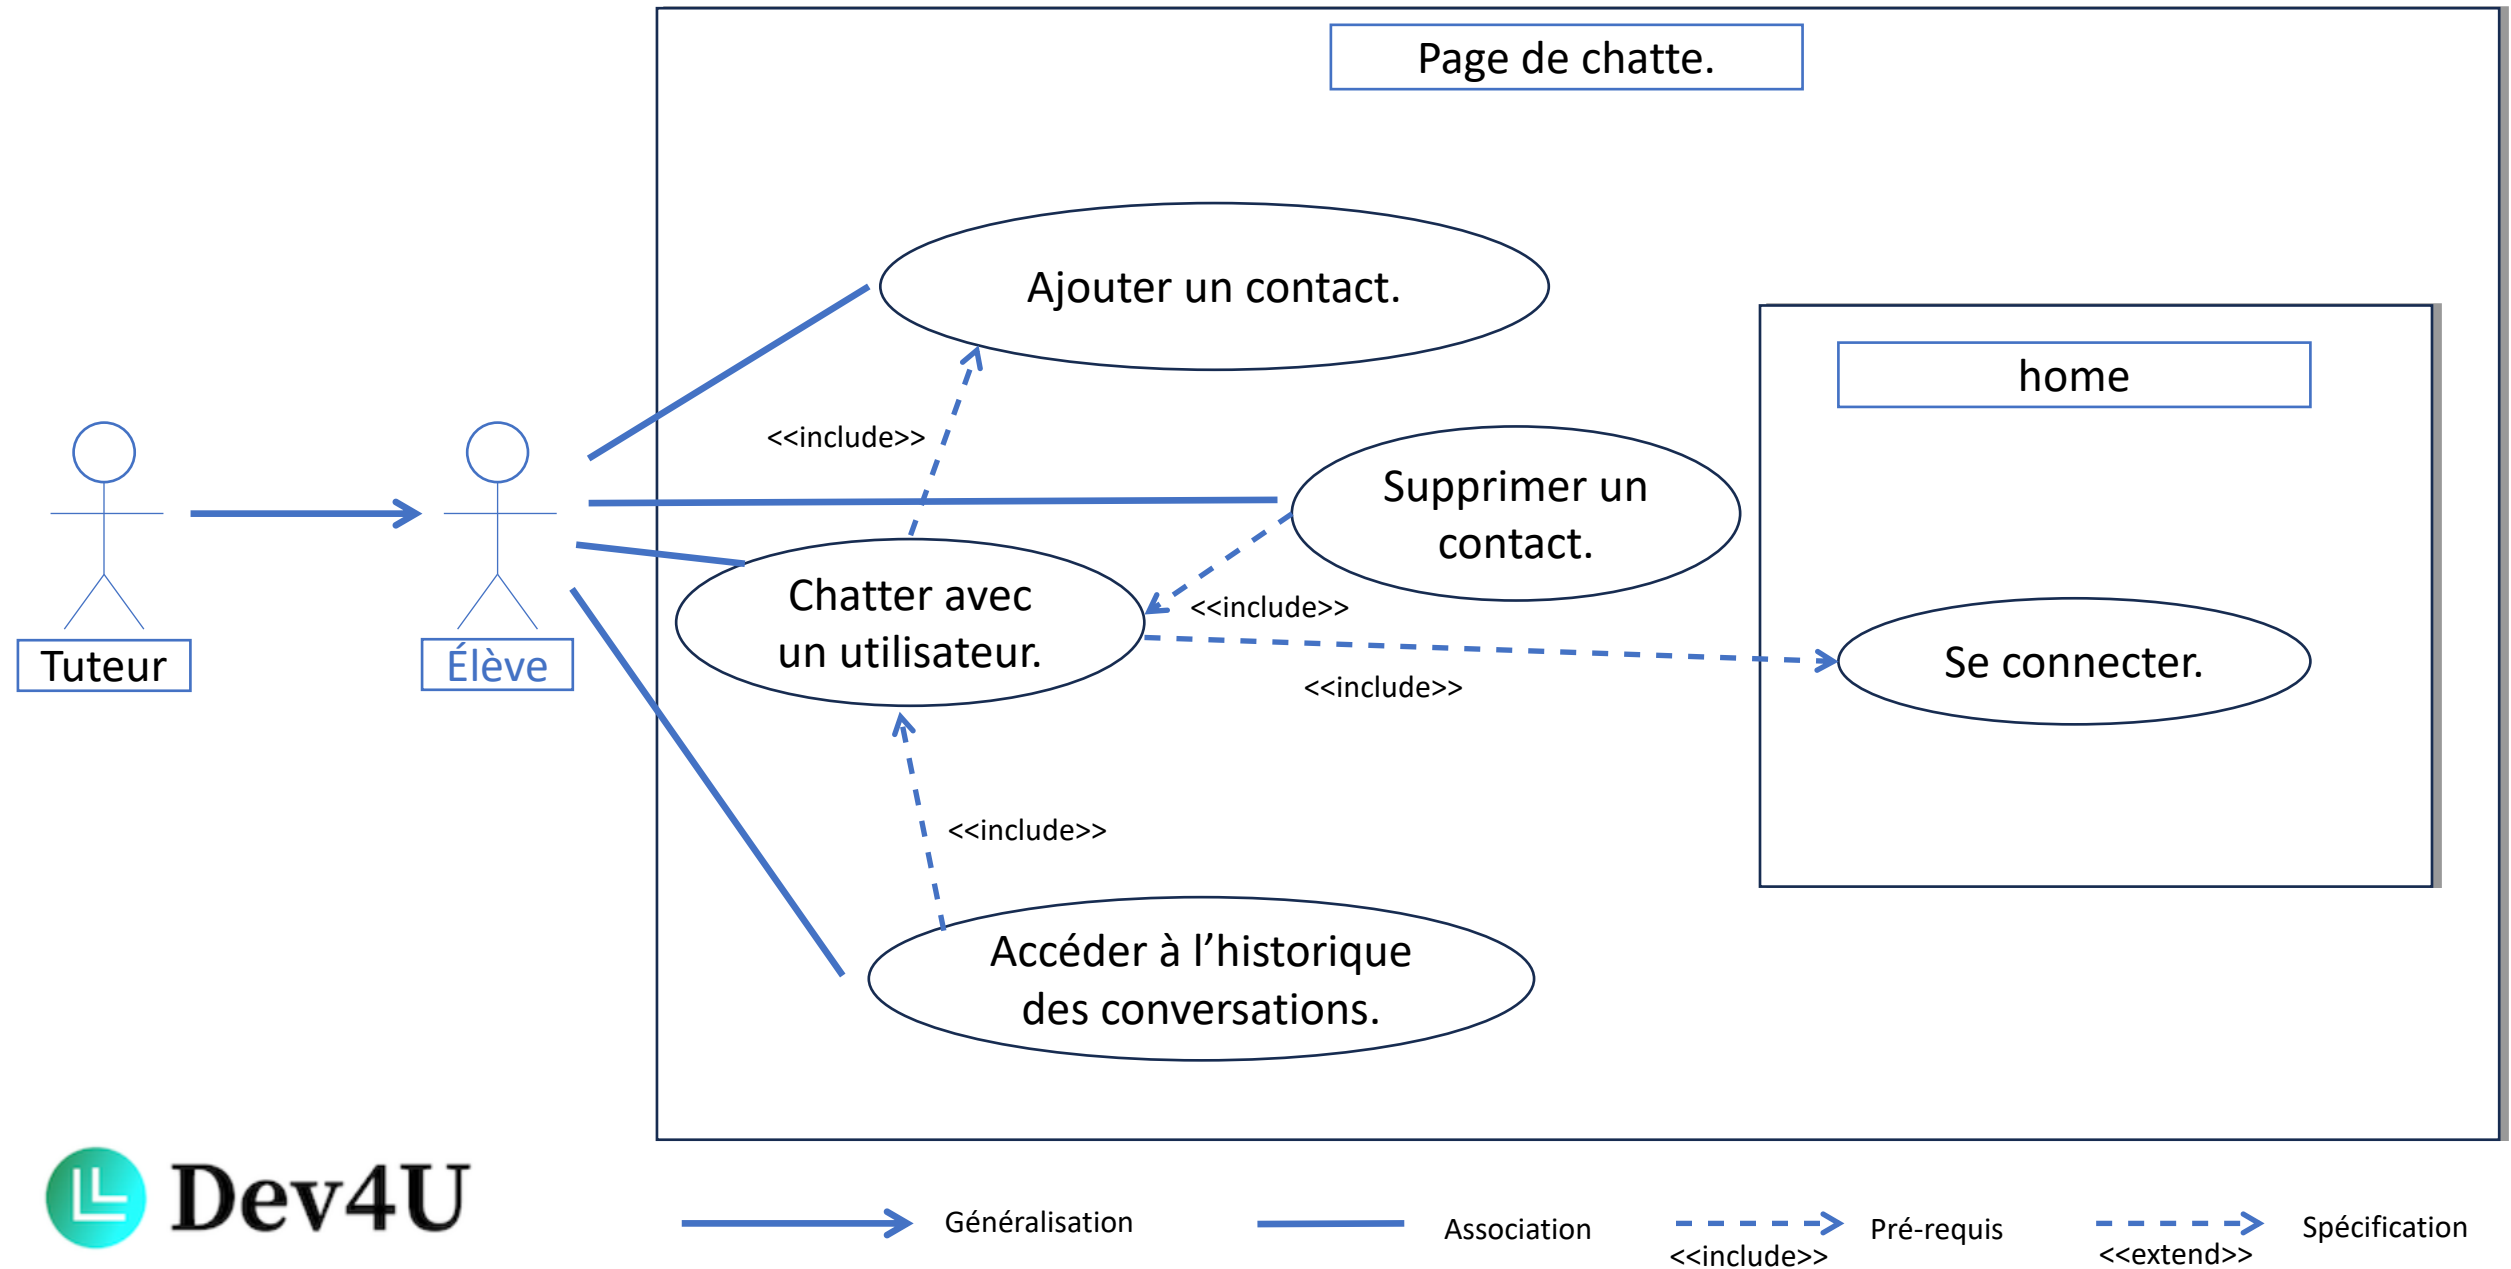 Page de chatte.
Ajouter un contact.
home
<<include>>
Supprimer un
contact.
Chatter avec
un utilisateur.
<<include>>
Tuteur
Élève
Se connecter.
<<include>>
<<include>>
Accéder à l’historique
des conversations.
Dev4U
Généralisation
Association
<<include>>
Pré-requis
<<extend>>
Spécification